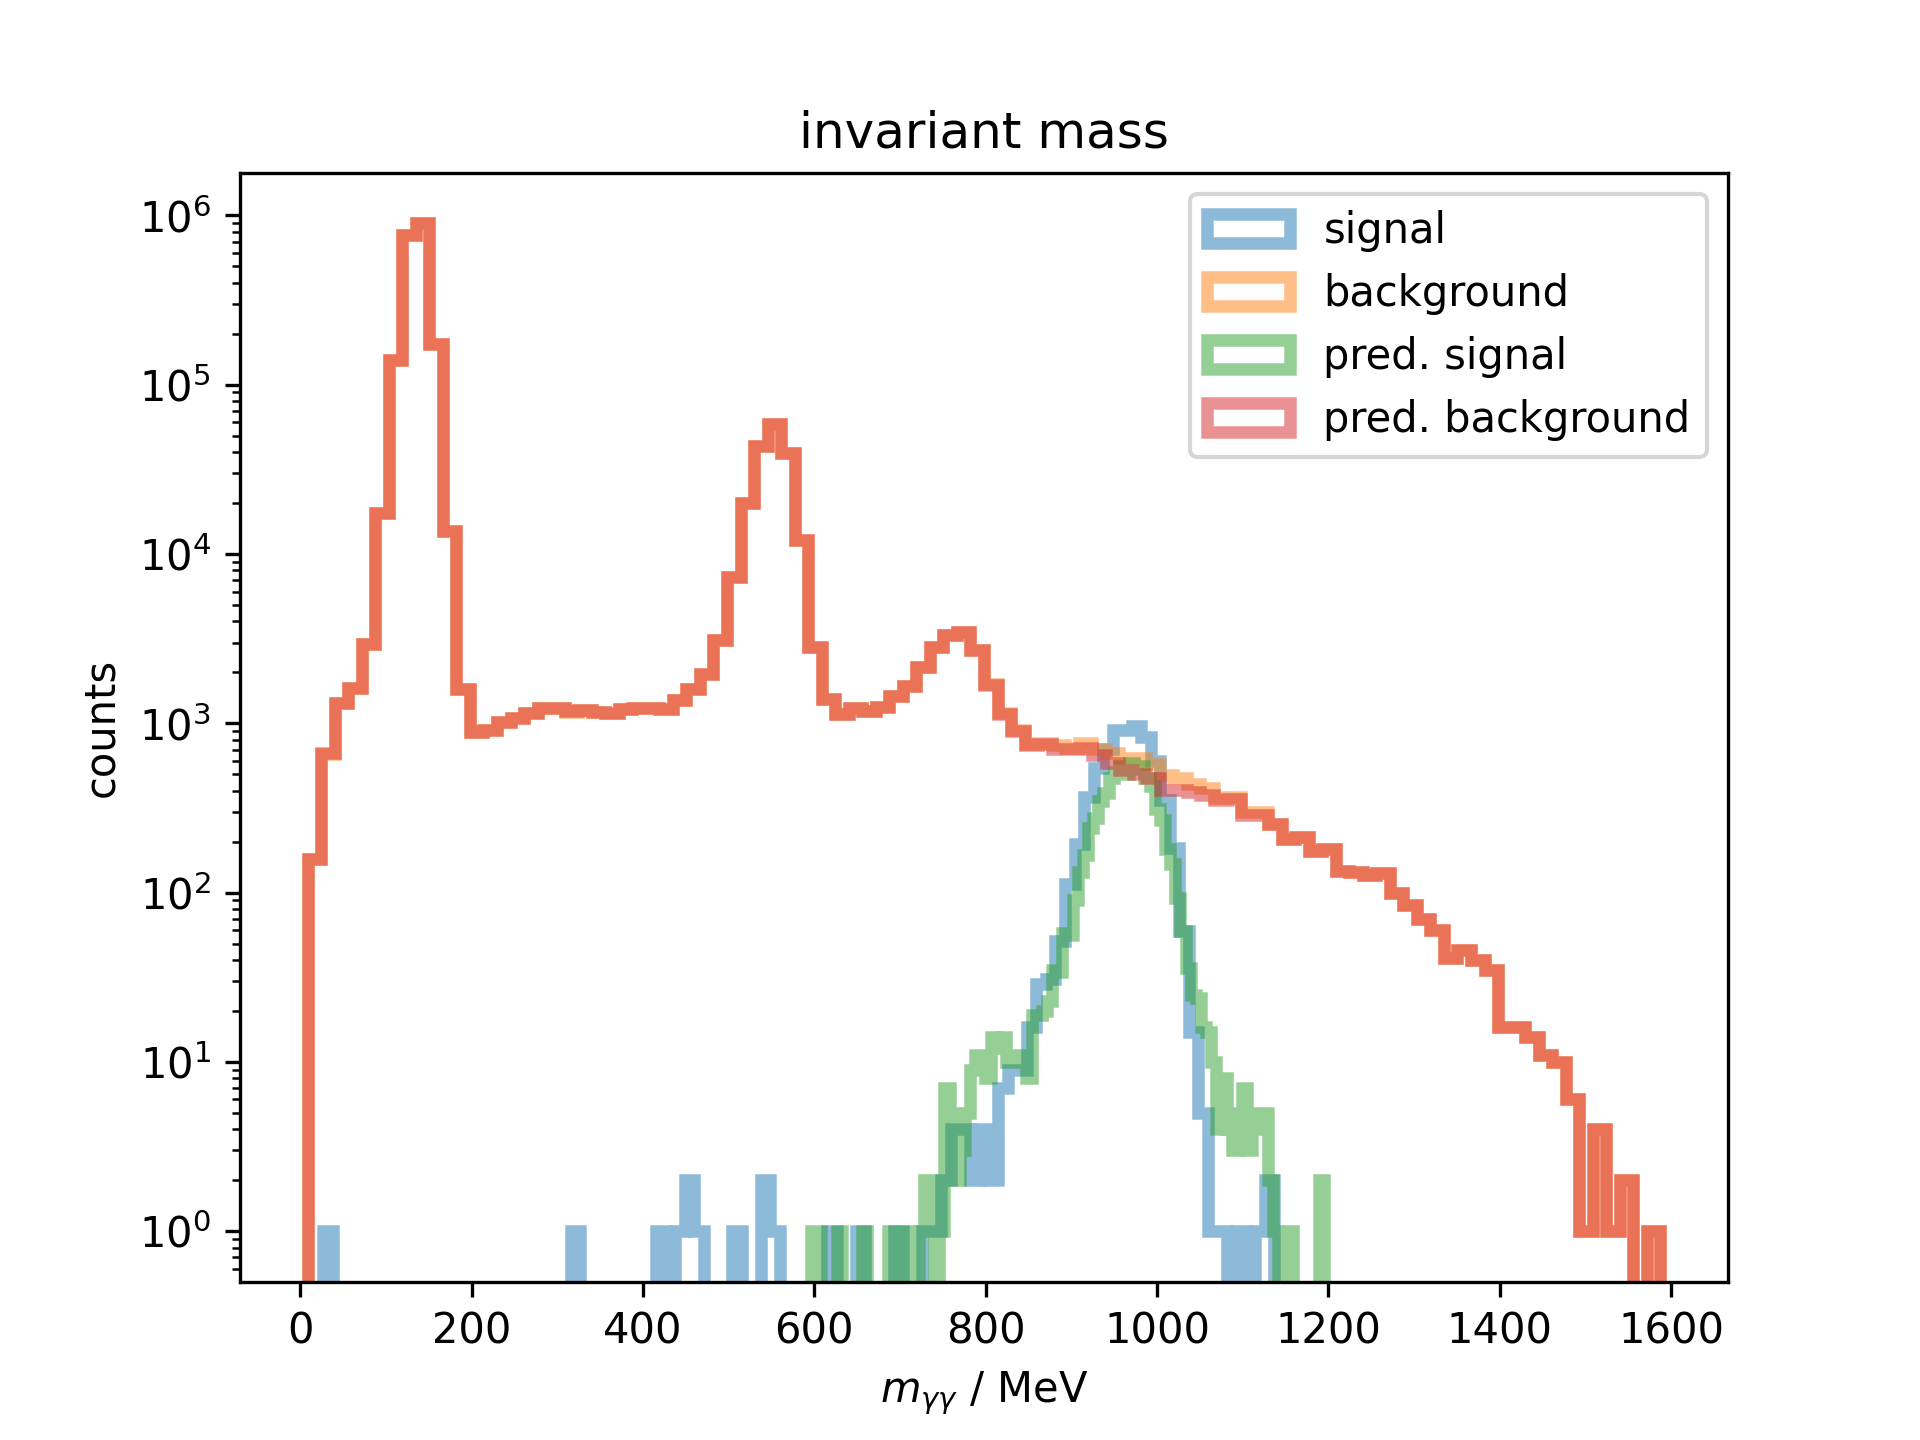 invariant mass
10⁶
10⁵
10⁴
10³
10²
10¹
10⁰
counts
signal
background
pred. signal
pred. background
0 200 400 600 800 1000 1200 1400 1600
mγγ / MeV